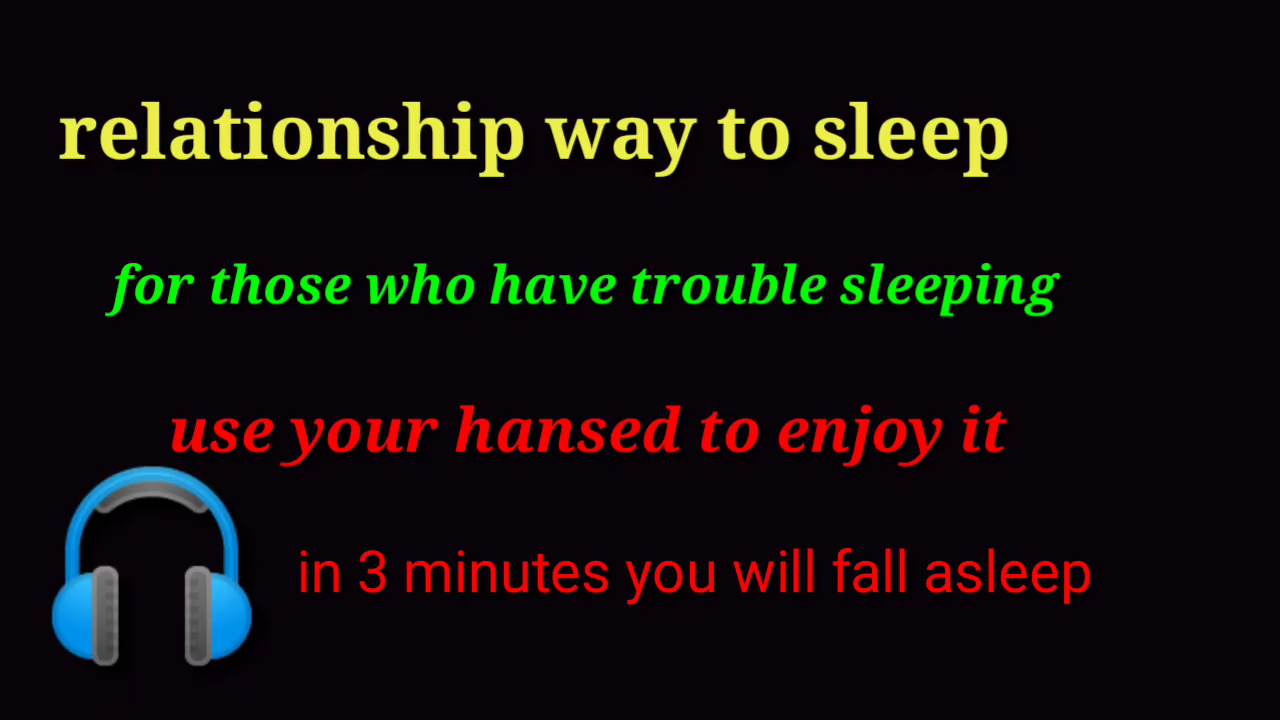 relationship way to sleep
for those who have trouble sleeping
use your hansed to enjoy it
in 3 minutes you will fall asleep